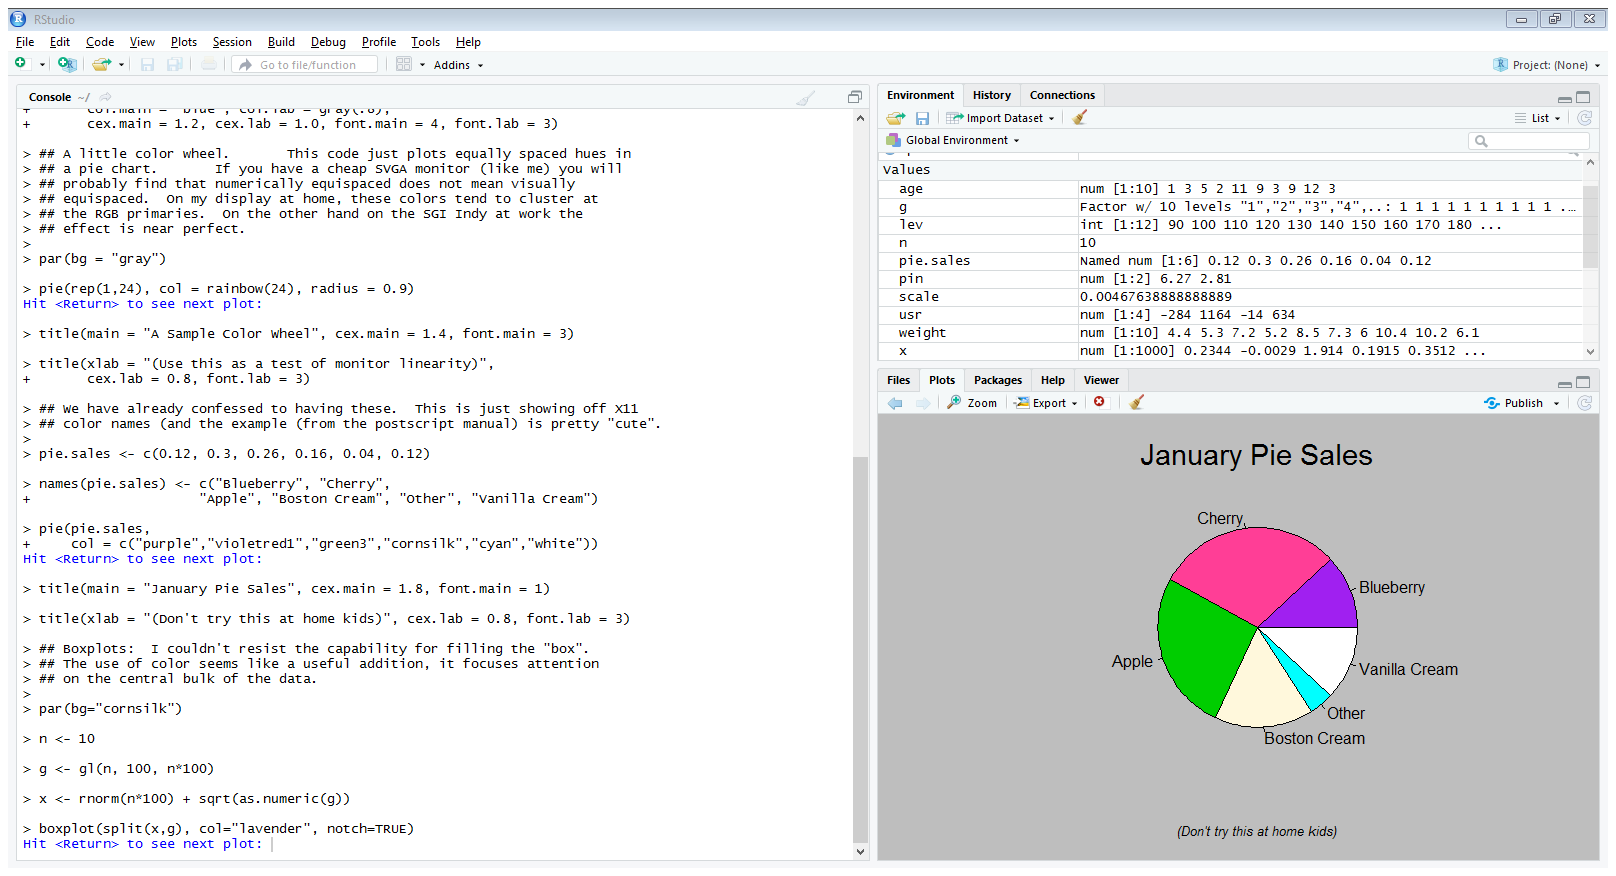 RStudio
File Edit Code View Plots Session Build Debug Profile Tools Help
Go to file/function Addins Project: (None)
Console ~/
+       col.main = "blue", col.lab = gray(.8),
+       cex.main = 1.2, cex.lab = 1.0, font.main = 4, font.lab = 3)
> ## A little color wheel.       This code just plots equally spaced hues in
> ## a pie chart.       If you have a cheap SVGA monitor (like me) you will
> ## probably find that numerically equispaced does not mean visually
> ## equispaced.  On my display at home, these colors tend to cluster at
> ## the RGB primaries.  On the other hand on the SGI Indy at work the
> ## effect is near perfect.
>
> par(bg = "gray")
> pie(rep(1,24), col = rainbow(24), radius = 0.9)
Hit <Return> to see next plot:
> title(main = "A Sample Color Wheel", cex.main = 1.4, font.main = 3)
> title(xlab = "(Use this as a test of monitor linearity)",
+       cex.lab = 0.8, font.lab = 3)
> ## We have already confessed to having these.  This is just showing off X11
> ## color names (and the example (from the postscript manual) is pretty "cute".
>
> pie.sales <- c(0.12, 0.3, 0.26, 0.16, 0.04, 0.12)
> names(pie.sales) <- c("Blueberry", "Cherry",
+                     "Apple", "Boston Cream", "Other", "Vanilla Cream")
> pie(pie.sales,
+     col = c("purple","violetred1","green3","cornsilk","cyan","white"))
Hit <Return> to see next plot:
> title(main = "January Pie Sales", cex.main = 1.8, font.main = 1)
> title(xlab = "(Don't try this at home kids)", cex.lab = 0.8, font.lab = 3)
> ## Boxplots:  I couldn't resist the capability for filling the "box".
> ## The use of color seems like a useful addition, it focuses attention
> ## on the central bulk of the data.
>
> par(bg="cornsilk")
> n <- 10
> g <- gl(n, 100, n*100)
> x <- rnorm(n*100) + sqrt(as.numeric(g))
> boxplot(split(x,g), col="lavender", notch=TRUE)
Hit <Return> to see next plot:
Environment History Connections
Import Dataset List
Global Environment
Values
age num [1:10] 1 3 5 2 11 9 3 9 12 3
g Factor w/ 10 levels "1","2","3","4",..: 1 1 1 1 1 1 1 1 1 1 ...
lev int [1:12] 90 100 110 120 130 140 150 160 170 180 ...
n 10
pie.sales Named num [1:6] 0.12 0.3 0.26 0.16 0.04 0.12
pin num [1:2] 6.27 2.81
scale 0.00467638888888889
usr num [1:4] -284 1164 -14 634
weight num [1:10] 4.4 5.3 7.2 5.2 8.5 7.3 6 10.4 10.2 6.1
x num [1:1000] 0.2344 -0.0029 1.914 0.1915 0.3512 ...
Files Plots Packages Help Viewer
Zoom Export Publish
January Pie Sales
Cherry
Blueberry
Apple
Vanilla Cream
Other
Boston Cream
(Don't try this at home kids)